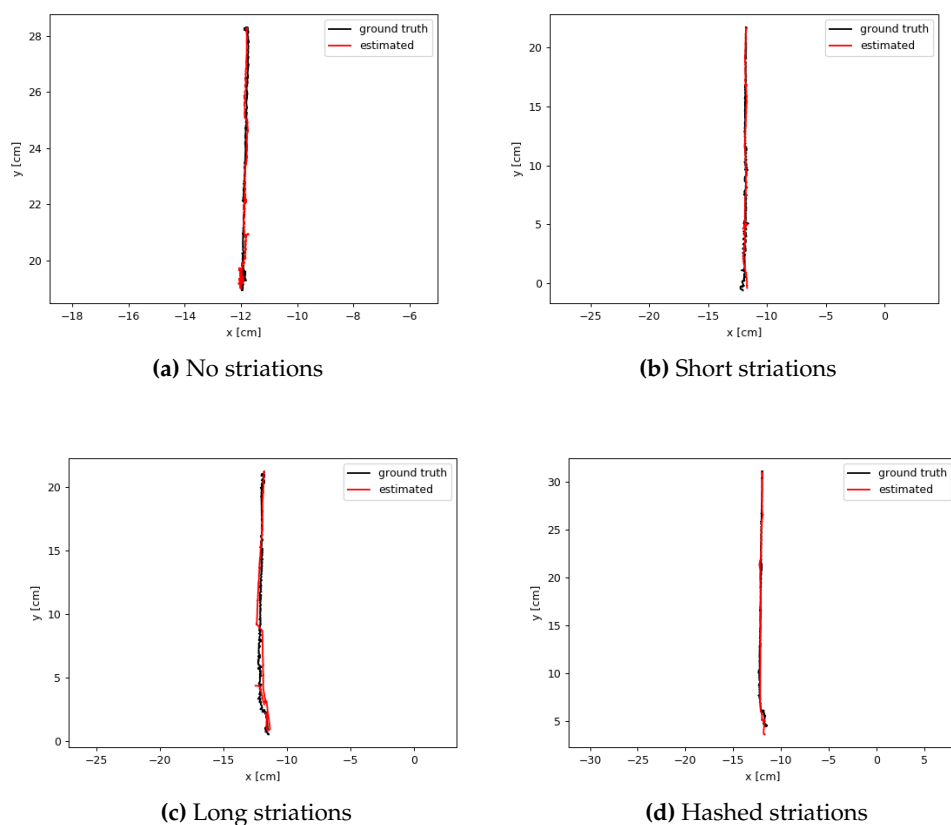 ground truth
estimated
28
26
24
22
20
y [cm]
−18 −16 −14 −12 −10 −8 −6
x [cm]
(a) No striations
ground truth
estimated
20
15
10
5
0
y [cm]
−25 −20 −15 −10 −5 0
x [cm]
(b) Short striations
ground truth
estimated
20
15
10
5
0
y [cm]
−25 −20 −15 −10 −5 0
x [cm]
(c) Long striations
ground truth
estimated
30
25
20
15
10
5
y [cm]
−30 −25 −20 −15 −10 −5 0 5
x [cm]
(d) Hashed striations